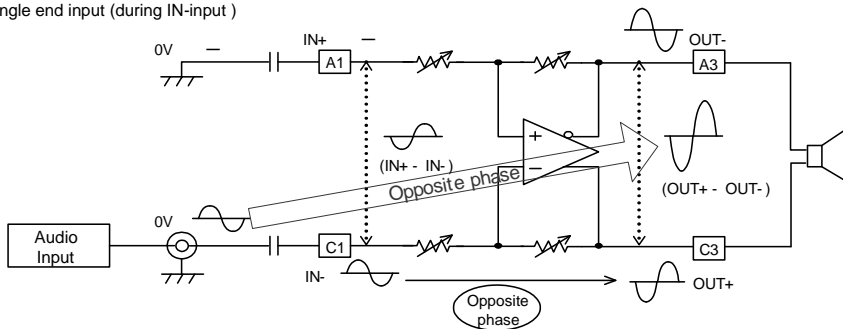 ngle end input (during IN-input )
0V
IN+
A1
OUT-
A3
(IN+ - IN-)
Opposite phase
(OUT+ - OUT-)
0V
Audio
Input
C1
IN-
C3
OUT+
Opposite
phase